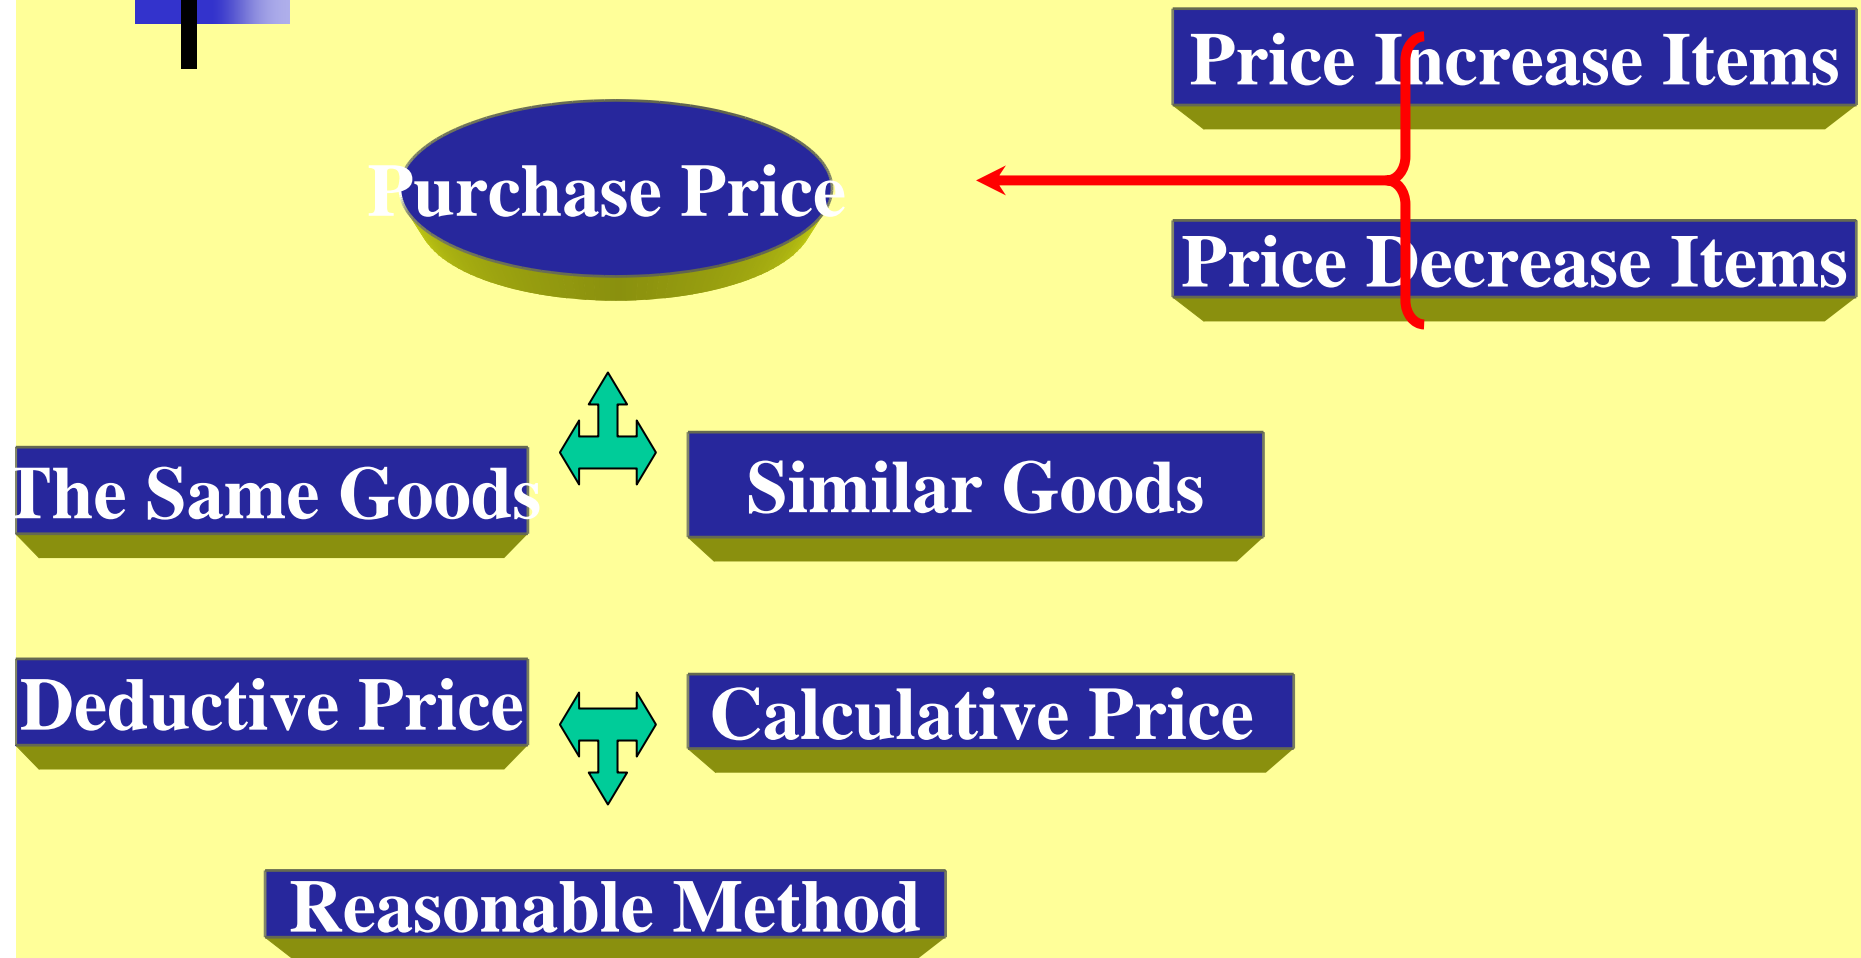 Price Increase Items
Purchase Price
Price Decrease Items
The Same Goods
Similar Goods
Deductive Price
Calculative Price
Reasonable Method